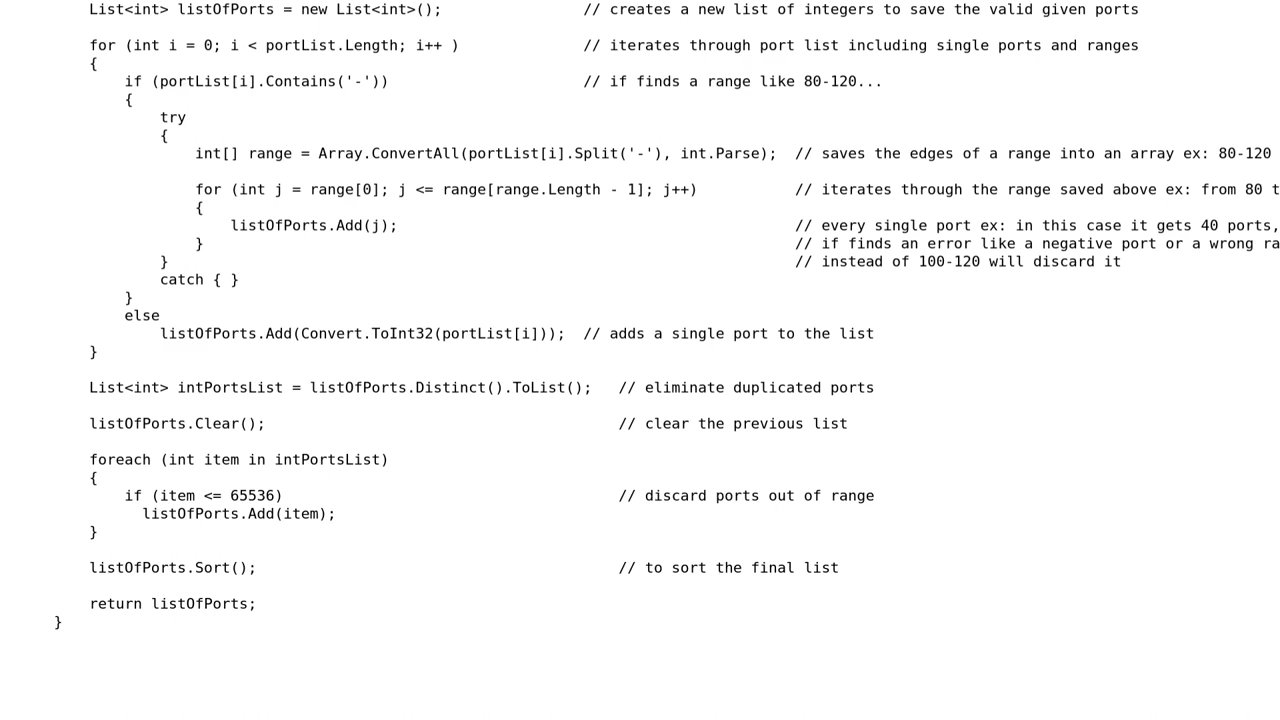 List<int> listOfPorts = new List<int>(); // creates a new list of integers to save the valid given ports
for (int i = 0; i < portList.Length; i++ ) // iterates through port list including single ports and ranges
{
if (portList[i].Contains('-')) // if finds a range like 80-120...
{
try
{
int[] range = Array.ConvertAll(portList[i].Split('-'), int.Parse); // saves the edges of a range into an array ex: 80-120
for (int j = range[0]; j <= range[range.Length - 1]; j++) // iterates through the range saved above ex: from 80 t
{
listOfPorts.Add(j); // every single port ex: in this case it gets 40 ports,
} // if finds an error like a negative port or a wrong ra
} // instead of 100-120 will discard it
catch { }
}
else
listOfPorts.Add(Convert.ToInt32(portList[i])); // adds a single port to the list
}
List<int> intPortsList = listOfPorts.Distinct().ToList(); // eliminate duplicated ports
listOfPorts.Clear(); // clear the previous list
foreach (int item in intPortsList)
{
if (item <= 65536) // discard ports out of range
listOfPorts.Add(item);
}
listOfPorts.Sort(); // to sort the final list
return listOfPorts;
}